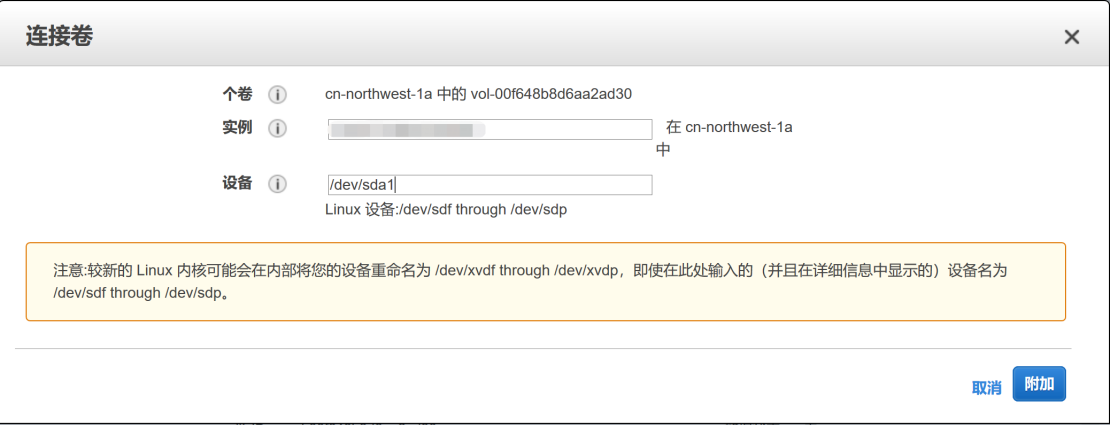 连接卷
个卷 cn-northwest-1a 中的 vol-00f648b8d6aa2ad30
实例 在 cn-northwest-1a
中
设备 /dev/sda1
Linux 设备:/dev/sdf through /dev/sdp
注意:较新的 Linux 内核可能会在内部将您的设备重命名为 /dev/xvdf through /dev/xvdp，即使在此处输入的（并且在详细信息中显示的）设备名为
/dev/sdf through /dev/sdp。
取消 附加